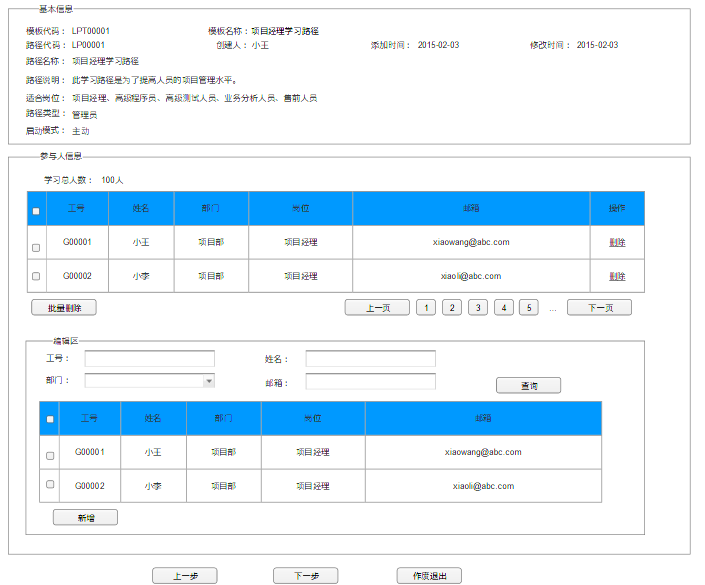 基本信息
模板代码： LPT00001 模板名称：项目经理学习路径
路径代码： LP00001 创建人： 小王 添加时间： 2015-02-03 修改时间： 2015-02-03
路径名称： 项目经理学习路径
路径说明： 此学习路径是为了提高人员的项目管理水平。
适合岗位： 项目经理、高级程序员、高级测试人员、业务分析人员、售前人员
路径类型： 管理员
启动模式： 主动
参与人信息
学习总人数： 100人
工号 姓名 部门 岗位 邮箱 操作
G00001 小王 项目部 项目经理 xiaowang@abc.com 删除
G00002 小李 项目部 项目经理 xiaoli@abc.com 删除
批量删除 上一页 1 2 3 4 5 ... 下一页
编辑区
工号： 姓名：
部门： 邮箱： 查询
工号 姓名 部门 岗位 邮箱
G00001 小王 项目部 项目经理 xiaowang@abc.com
G00002 小李 项目部 项目经理 xiaoli@abc.com
新增
上一步 下一步 作废退出